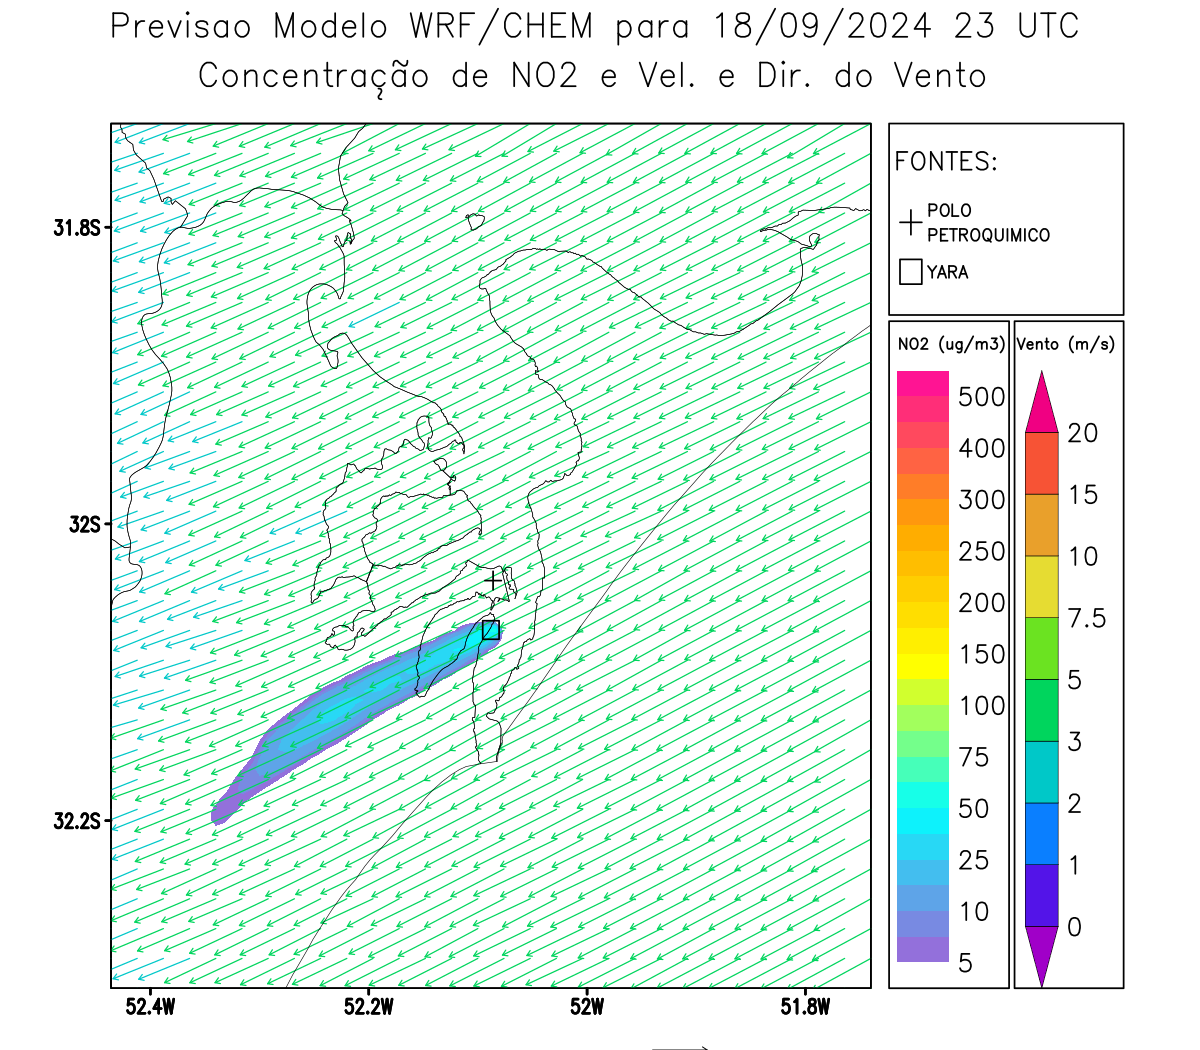 Previsao Modelo WRF/CHEM para 18/09/2024 23 UTC
Concentração de NO2 e Vel. e Dir. do Vento
FONTES:
POLO
PETROQUIMICO
YARA
31.8S
32S
32.2S
52.4W
52.2W
52W
51.8W
NO2 (ug/m3)
500
400
300
250
200
150
100
75
50
25
10
5
Vento (m/s)
20
15
10
7.5
5
3
2
1
0